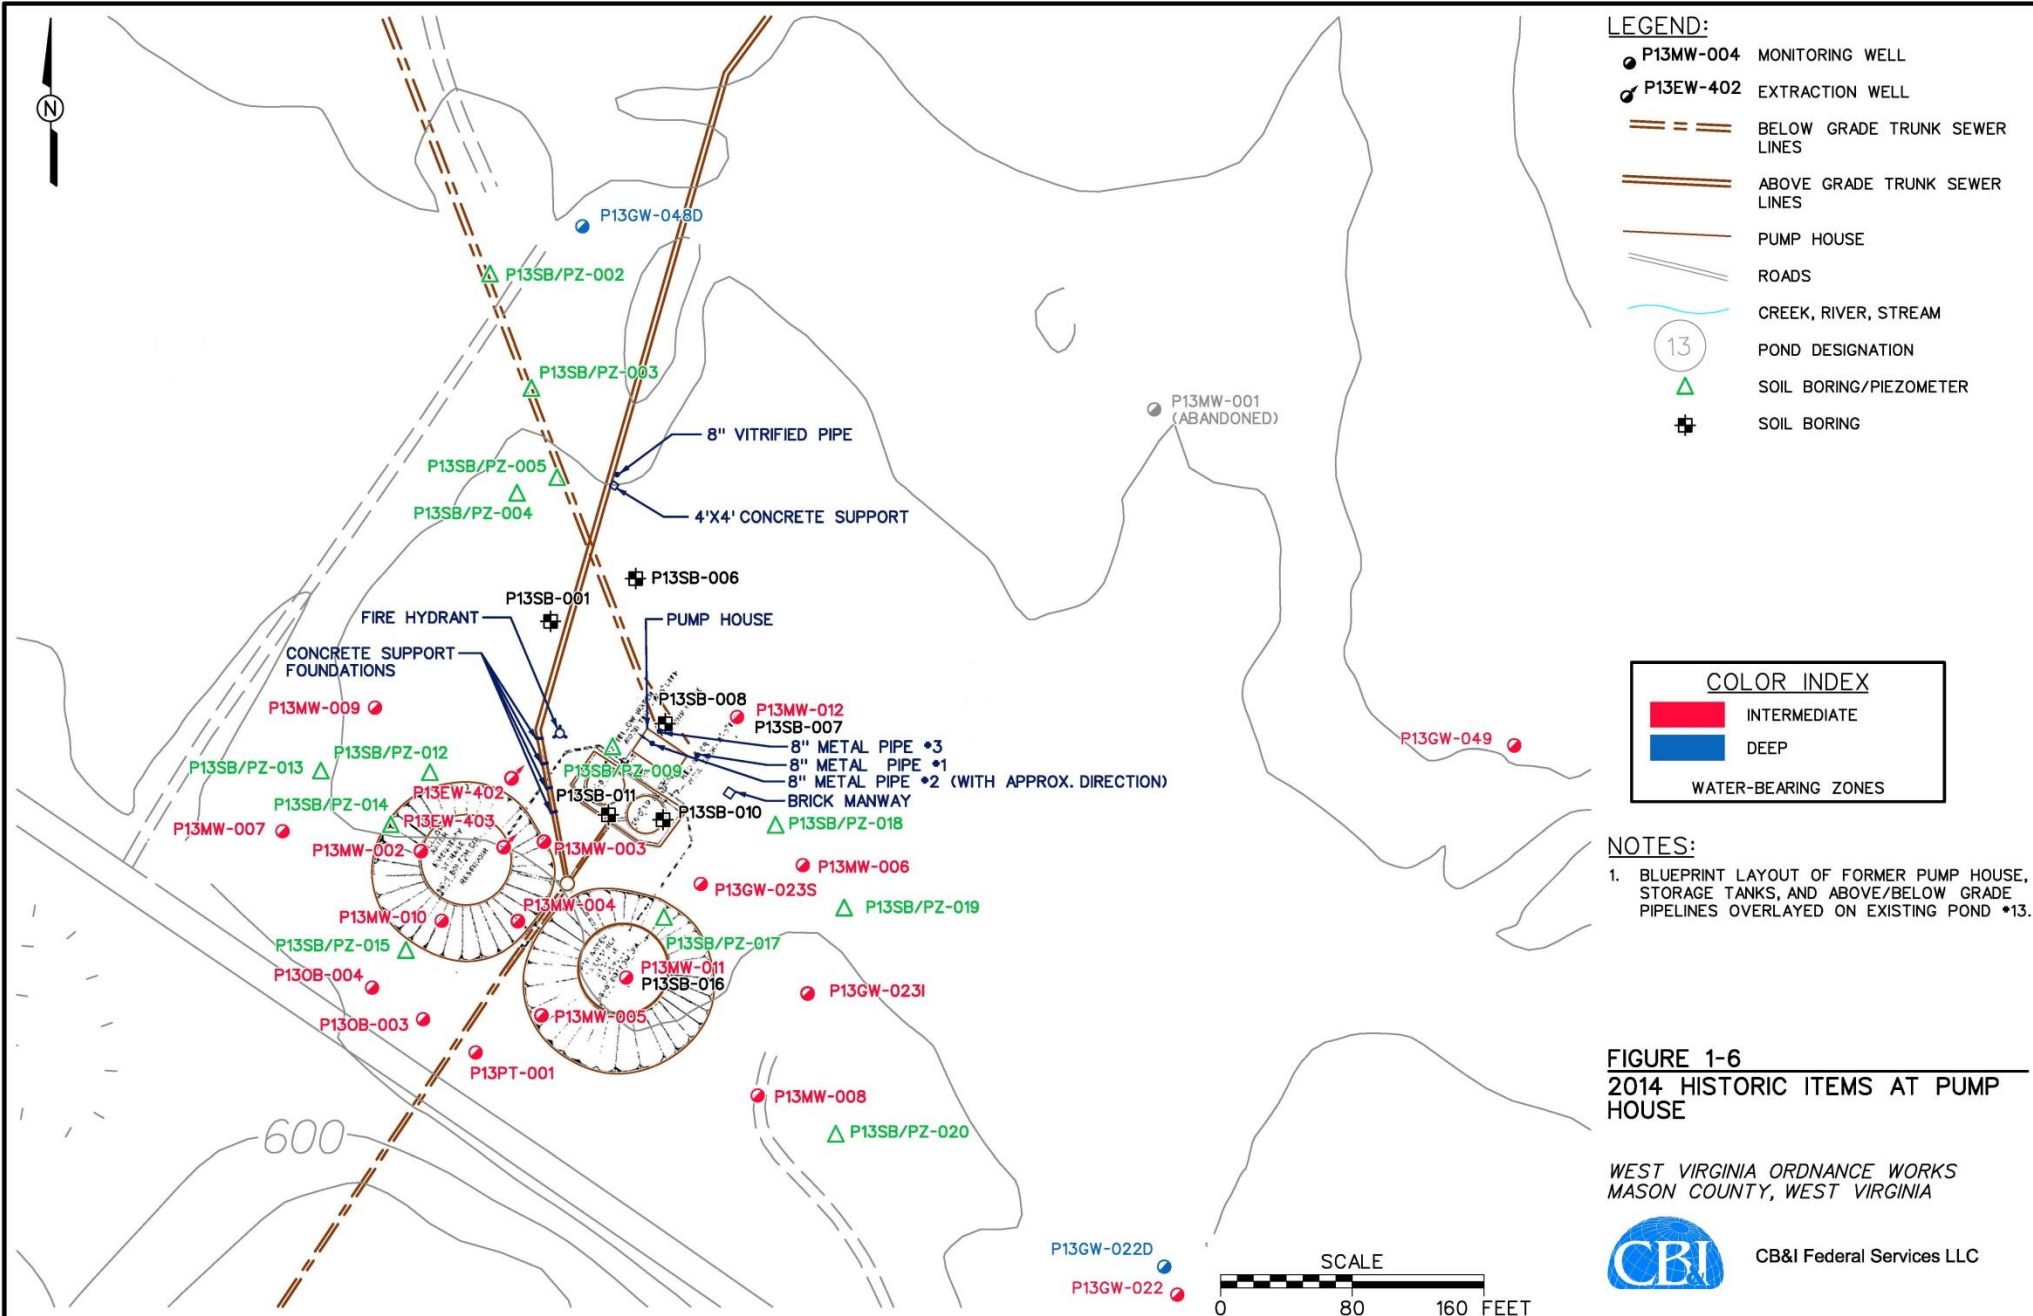 N
P13GW-048D
P13SB/PZ-002
P13SB/PZ-003
P13MW-001
(ABANDONED)
8" VITRIFIED PIPE
P13SB/PZ-005
P13SB/PZ-004
4'X4' CONCRETE SUPPORT
P13SB-006
P13SB-001
FIRE HYDRANT
PUMP HOUSE
CONCRETE SUPPORT
FOUNDATIONS
P13SB-008
P13MW-009
P13MW-012
P13SB-007
P13GW-049
8" METAL PIPE #3
P13SB/PZ-012
8" METAL PIPE #1
P13SB/PZ-013
P13SB/PZ-009
8" METAL PIPE #2 (WITH APPROX. DIRECTION)
P13EW-402
P13SB-011
BRICK MANWAY
P13SB/PZ-014
P13SB-010
P13EW-403
P13SB/PZ-018
P13MW-007
P13MW-002
P13MW-003
P13MW-006
P13GW-023S
P13MW-004
P13SB/PZ-019
P13MW-010
P13SB/PZ-015
P13SB/PZ-017
P13OB-004
P13MW-011
P13SB-016
P13GW-023I
P13OB-003
P13MW-005
P13PT-001
P13MW-008
P13SB/PZ-020
600
P13GW-022D
P13GW-022
SCALE
0 80 160 FEET
LEGEND:
P13MW-004 MONITORING WELL
P13EW-402 EXTRACTION WELL
BELOW GRADE TRUNK SEWER
LINES
ABOVE GRADE TRUNK SEWER
LINES
PUMP HOUSE
ROADS
CREEK, RIVER, STREAM
13 POND DESIGNATION
SOIL BORING/PIEZOMETER
SOIL BORING
COLOR INDEX
INTERMEDIATE
DEEP
WATER-BEARING ZONES
NOTES:
1. BLUEPRINT LAYOUT OF FORMER PUMP HOUSE,
STORAGE TANKS, AND ABOVE/BELOW GRADE
PIPELINES OVERLAYED ON EXISTING POND #13.
FIGURE 1-6
2014 HISTORIC ITEMS AT PUMP
HOUSE
WEST VIRGINIA ORDNANCE WORKS
MASON COUNTY, WEST VIRGINIA
CB&I
CB&I Federal Services LLC